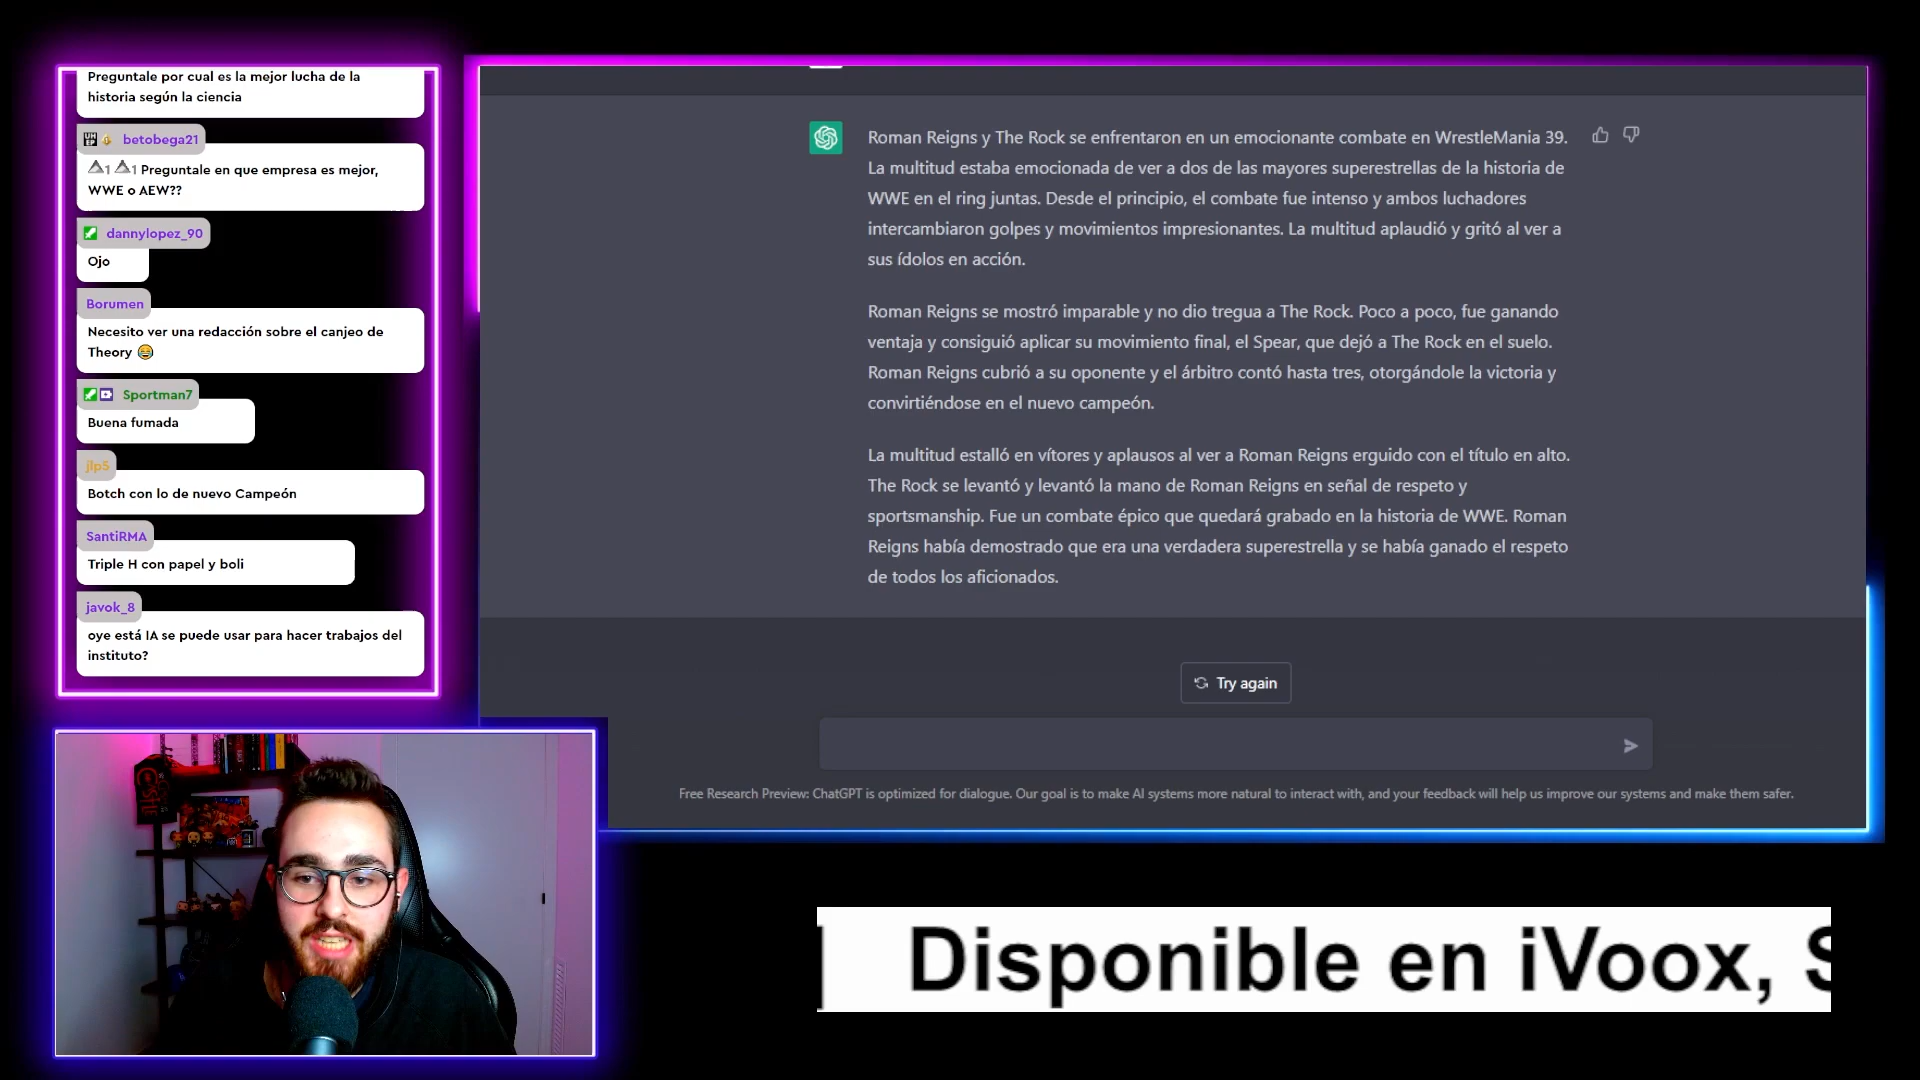 Preguntale por cual es la mejor lucha de la
historia según la ciencia
betobega21
1 1 Preguntale en que empresa es mejor,
WWE o AEW??
dannylopez_90
Ojo
Borumen
Necesito ver una redacción sobre el canjeo de
Theory 😂
Sportman7
Buena fumada
jlp5
Botch con lo de nuevo Campeón
SantiRMA
Triple H con papel y boli
javok_8
oye está IA se puede usar para hacer trabajos del
instituto?
Roman Reigns y The Rock se enfrentaron en un emocionante combate en WrestleMania 39.
La multitud estaba emocionada de ver a dos de las mayores superestrellas de la historia de
WWE en el ring juntas. Desde el principio, el combate fue intenso y ambos luchadores
intercambiaron golpes y movimientos impresionantes. La multitud aplaudió y gritó al ver a
sus ídolos en acción.
Roman Reigns se mostró imparable y no dio tregua a The Rock. Poco a poco, fue ganando
ventaja y consiguió aplicar su movimiento final, el Spear, que dejó a The Rock en el suelo.
Roman Reigns cubrió a su oponente y el árbitro contó hasta tres, otorgándole la victoria y
convirtiéndose en el nuevo campeón.
La multitud estalló en vítores y aplausos al ver a Roman Reigns erguido con el título en alto.
The Rock se levantó y levantó la mano de Roman Reigns en señal de respeto y
sportsmanship. Fue un combate épico que quedará grabado en la historia de WWE. Roman
Reigns había demostrado que era una verdadera superestrella y se había ganado el respeto
de todos los aficionados.
Try again
Free Research Preview: ChatGPT is optimized for dialogue. Our goal is to make AI systems more natural to interact with, and your feedback will help us improve our systems and make them safer.
Disponible en iVoox, S